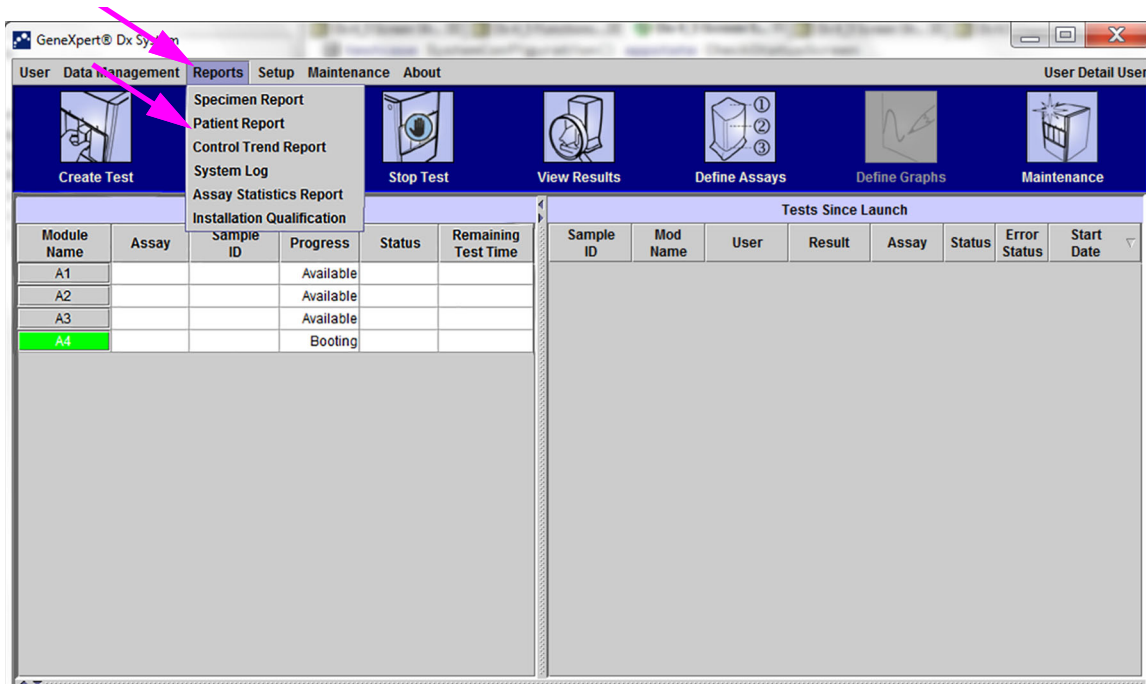 GeneXpert® Dx System
User Data Management Reports Setup Maintenance About User Detail User
Specimen Report
Patient Report
Control Trend Report
System Log
Assay Statistics Report
Installation Qualification
Create Test Stop Test View Results Define Assays Define Graphs Maintenance
① ② ③
Tests Since Launch
Module Name Assay Sample ID Progress Status Remaining Test Time
A1 Available
A2 Available
A3 Available
A4 Booting
Sample ID Mod Name User Result Assay Status Error Status Start Date